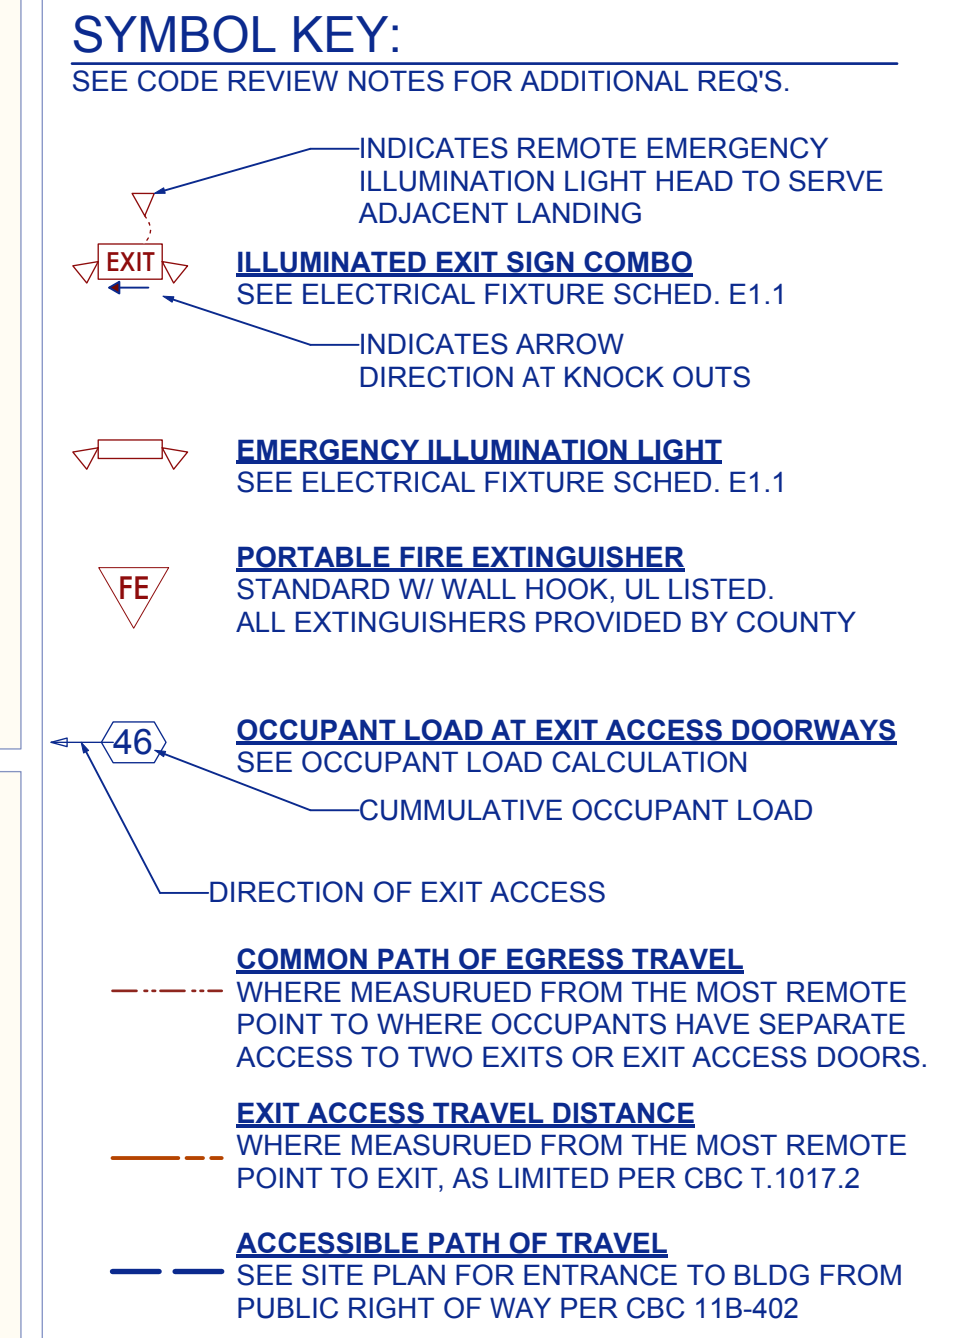 SYMBOL KEY:
SEE CODE REVIEW NOTES FOR ADDITIONAL REQ'S.
INDICATES REMOTE EMERGENCY
ILLUMINATION LIGHT HEAD TO SERVE
ADJACENT LANDING
EXIT
ILLUMINATED EXIT SIGN COMBO
SEE ELECTRICAL FIXTURE SCHED. E1.1
INDICATES ARROW
DIRECTION AT KNOCK OUTS
EMERGENCY ILLUMINATION LIGHT
SEE ELECTRICAL FIXTURE SCHED. E1.1
FE
PORTABLE FIRE EXTINGUISHER
STANDARD W/ WALL HOOK, UL LISTED.
ALL EXTINGUISHERS PROVIDED BY COUNTY
46
OCCUPANT LOAD AT EXIT ACCESS DOORWAYS
SEE OCCUPANT LOAD CALCULATION
CUMMULATIVE OCCUPANT LOAD
DIRECTION OF EXIT ACCESS
COMMON PATH OF EGRESS TRAVEL
WHERE MEASURUED FROM THE MOST REMOTE
POINT TO WHERE OCCUPANTS HAVE SEPARATE
ACCESS TO TWO EXITS OR EXIT ACCESS DOORS.
EXIT ACCESS TRAVEL DISTANCE
WHERE MEASURUED FROM THE MOST REMOTE
POINT TO EXIT, AS LIMITED PER CBC T.1017.2
ACCESSIBLE PATH OF TRAVEL
SEE SITE PLAN FOR ENTRANCE TO BLDG FROM
PUBLIC RIGHT OF WAY PER CBC 11B-402